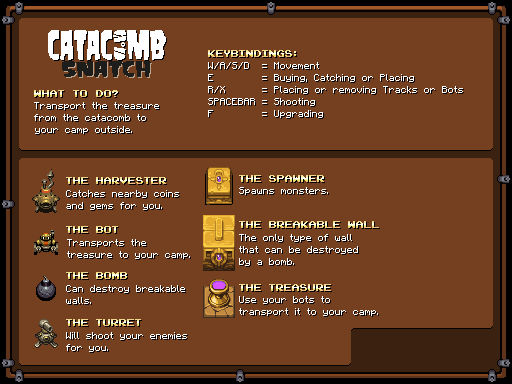 CATACOMB
SNATCH
WHAT TO DO?
Transport the treasure
from the catacomb to
your camp outside.
KEYBINDINGS:
W/A/S/D = Movement
E = Buying, Catching or Placing
R/X = Placing or removing Tracks or Bots
SPACEBAR = Shooting
F = Upgrading
THE HARVESTER
Catches nearby coins
and gems for you.
THE BOT
Transports the
treasure to your camp.
THE BOMB
Can destroy breakable
walls.
THE TURRET
Will shoot your enemies
for you.
THE SPAWNER
Spawns monsters.
THE BREAKABLE WALL
The only type of wall
that can be destroyed
by a bomb.
THE TREASURE
Use your bots to
transport it to your camp.